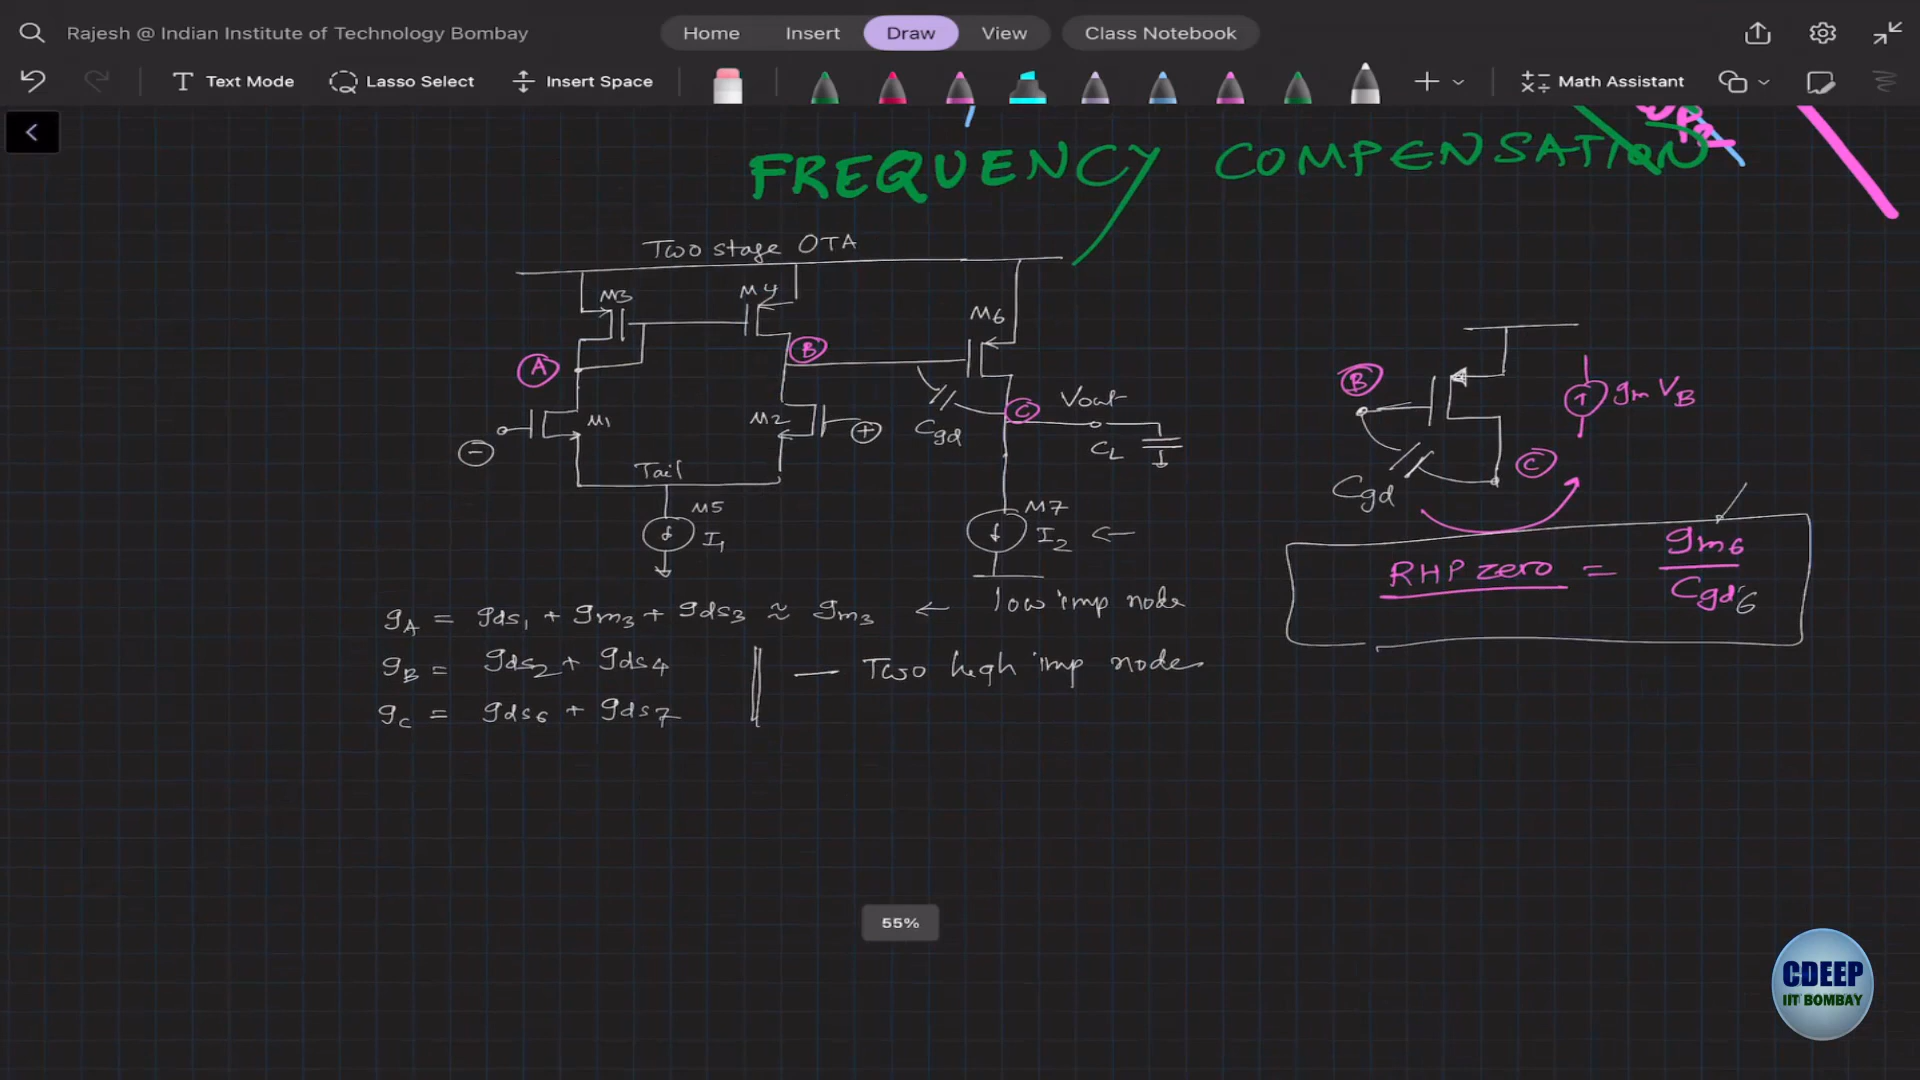 Rajesh @ Indian Institute of Technology Bombay
Home Insert Draw View Class Notebook
Text Mode Lasso Select Insert Space Math Assistant
FREQUENCY COMPENSATION
Two stage OTA
M3 M4 M6
A B
M1 M2 + Cgd C Vout
CL
−
Tail
M5 I1
M7 I2 ←
B gm VB
C
Cgd
RHP zero = gm6 / Cgd6
gA = gds1 + gm3 + gds3 ≈ gm3 ← low imp node
gB = gds2 + gds4
gC = gds6 + gds7
— Two high imp nodes
55%
CDEEP
IIT BOMBAY